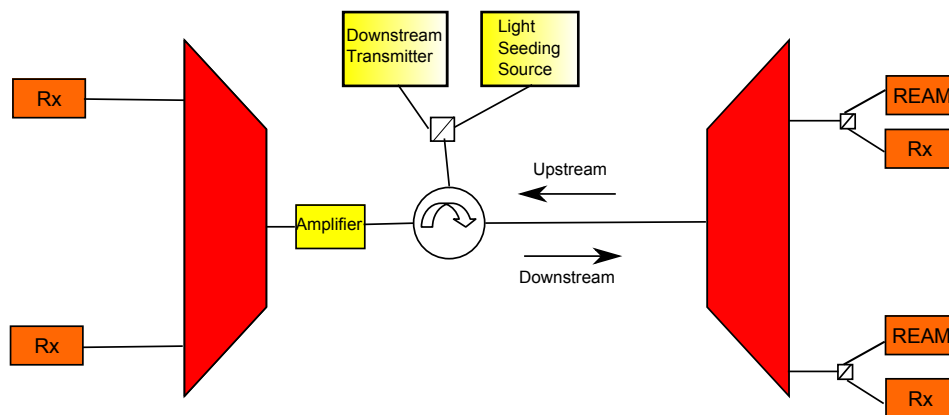 Downstream
Transmitter
Light
Seeding
Source
Rx
REAM
Rx
Upstream
Amplifier
Downstream
Rx
REAM
Rx